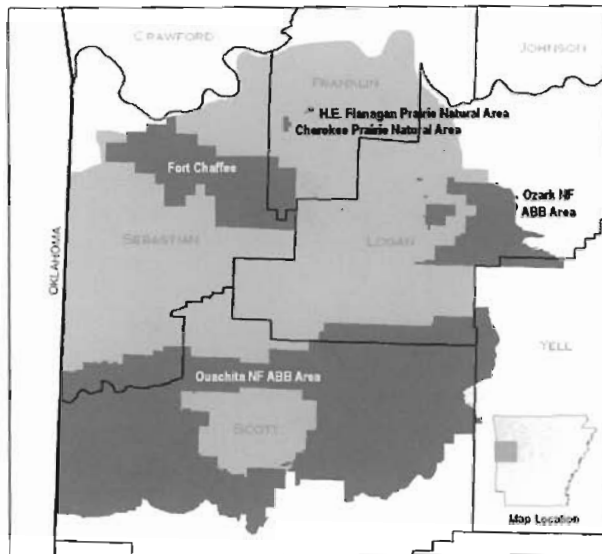 CRAWFORD
JOHNSON
FRANKLIN
H.E. Flanagan Prairie Natural Area
Cherokee Prairie Natural Area
Fort Chaffee
Ozark NF
ABB Area
SEBASTIAN
LOGAN
OKLAHOMA
YELL
Ouachita NF ABB Area
SCOTT
Map Location